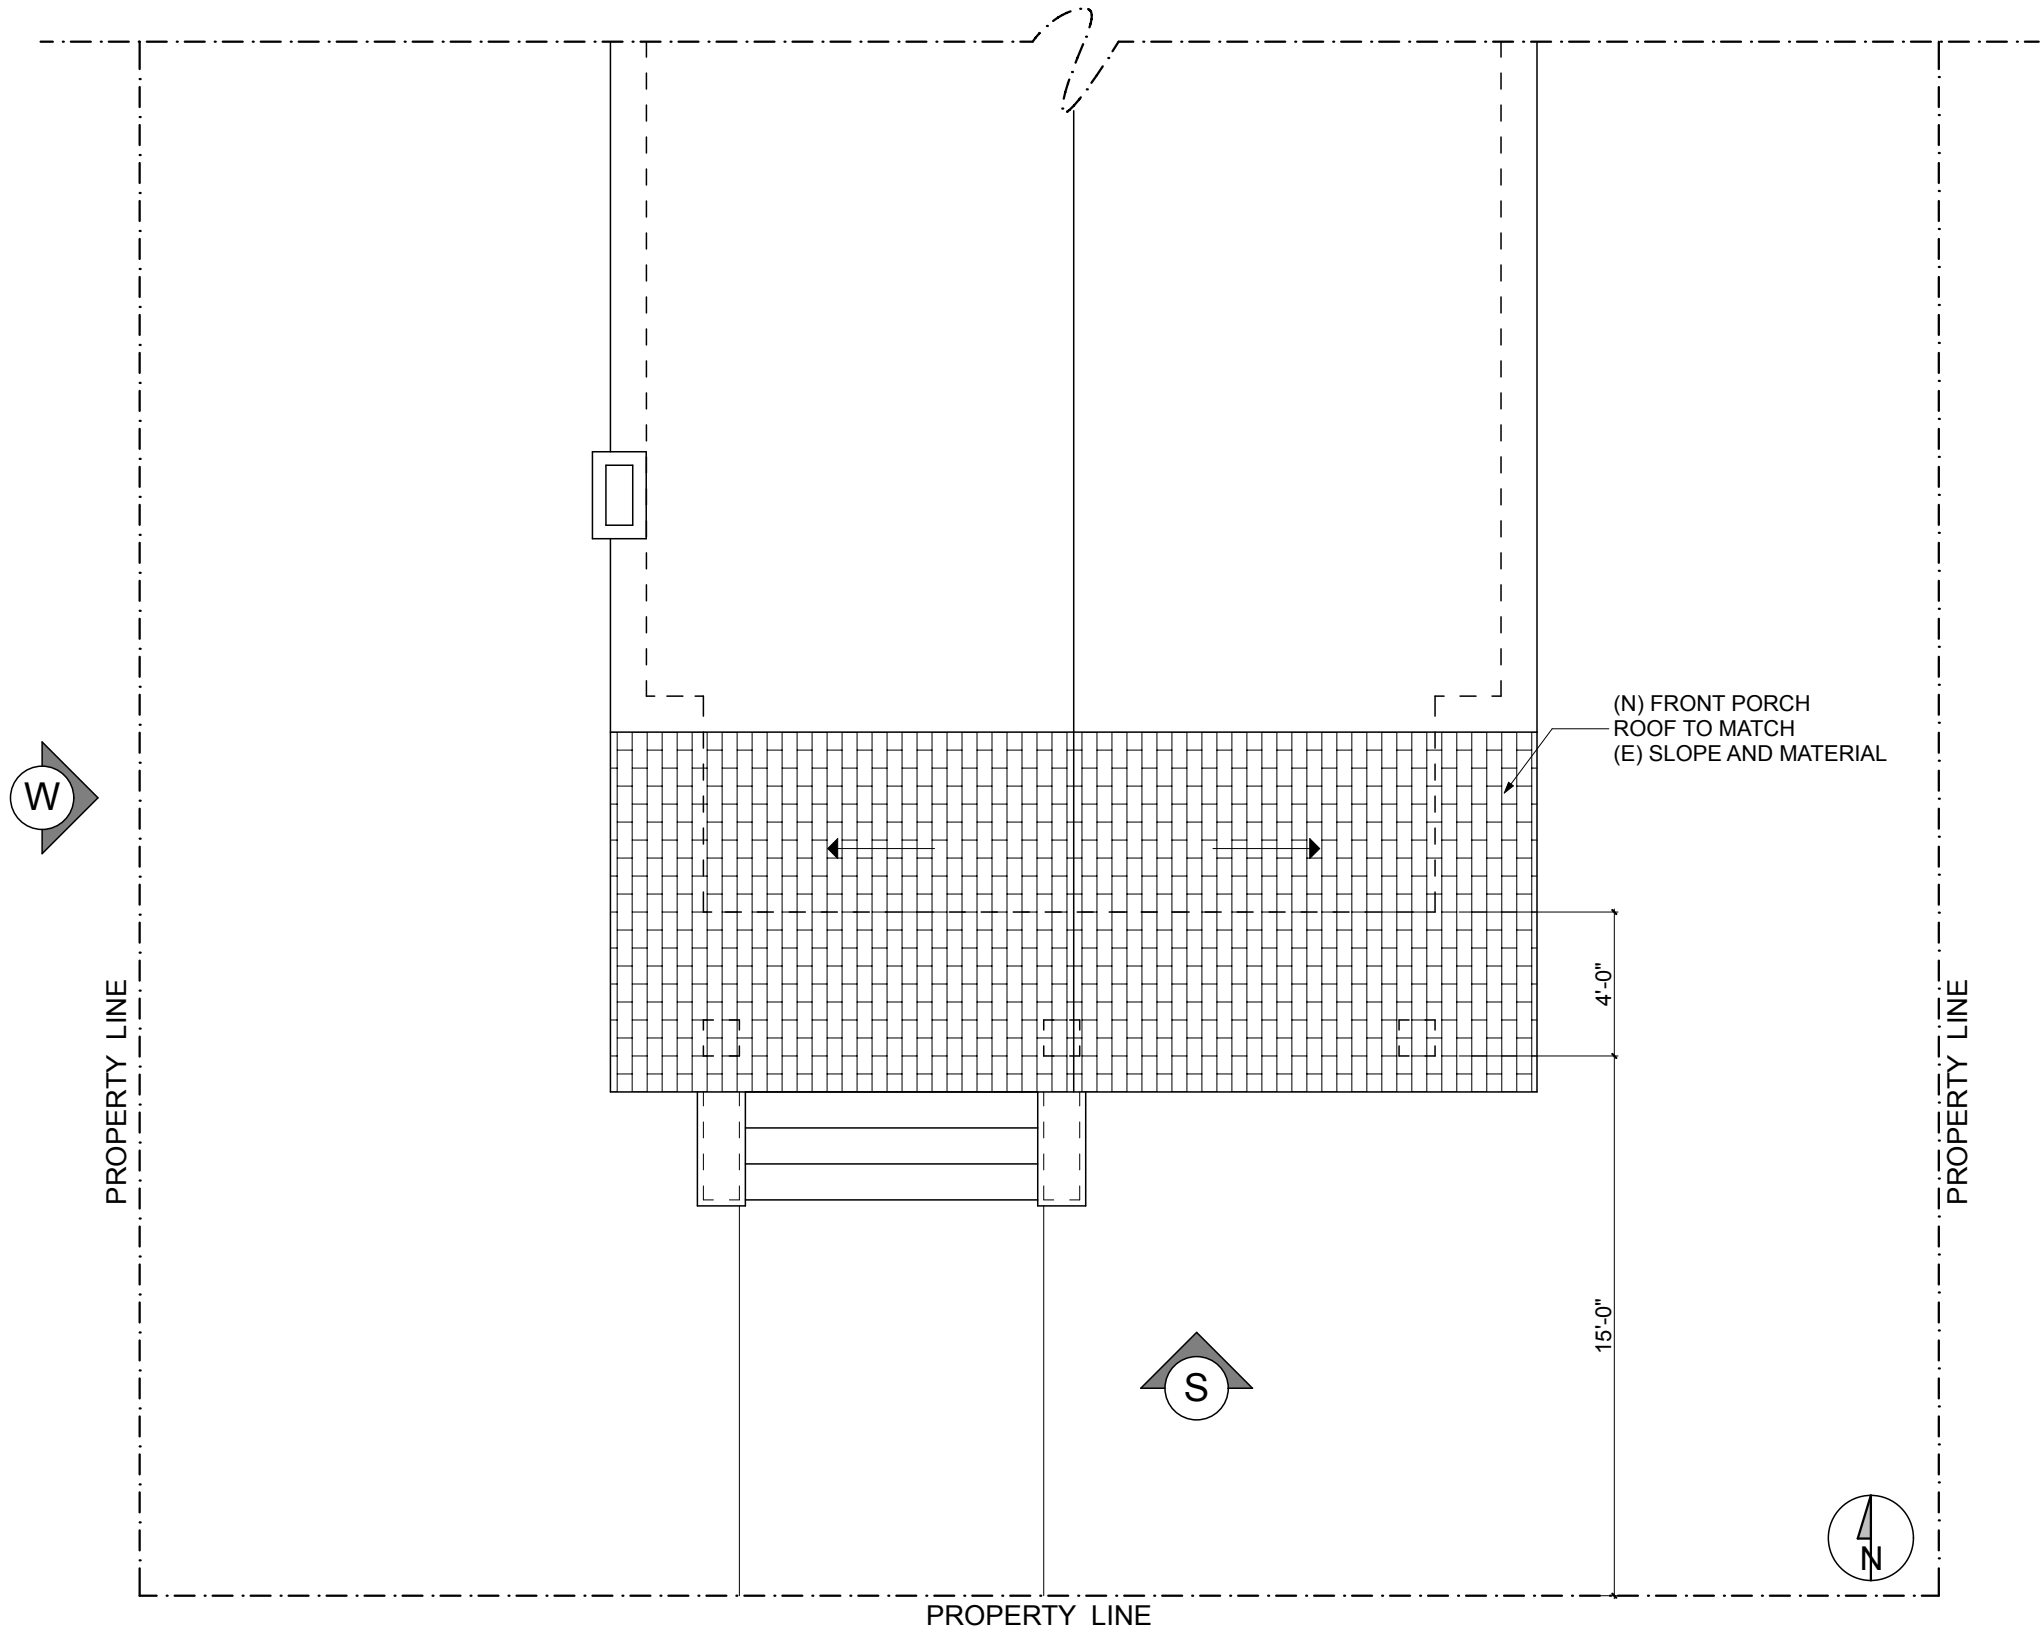 (N) FRONT PORCH
ROOF TO MATCH
(E) SLOPE AND MATERIAL
W
4'-0"
PROPERTY LINE
PROPERTY LINE
15'-0"
S
N
PROPERTY LINE